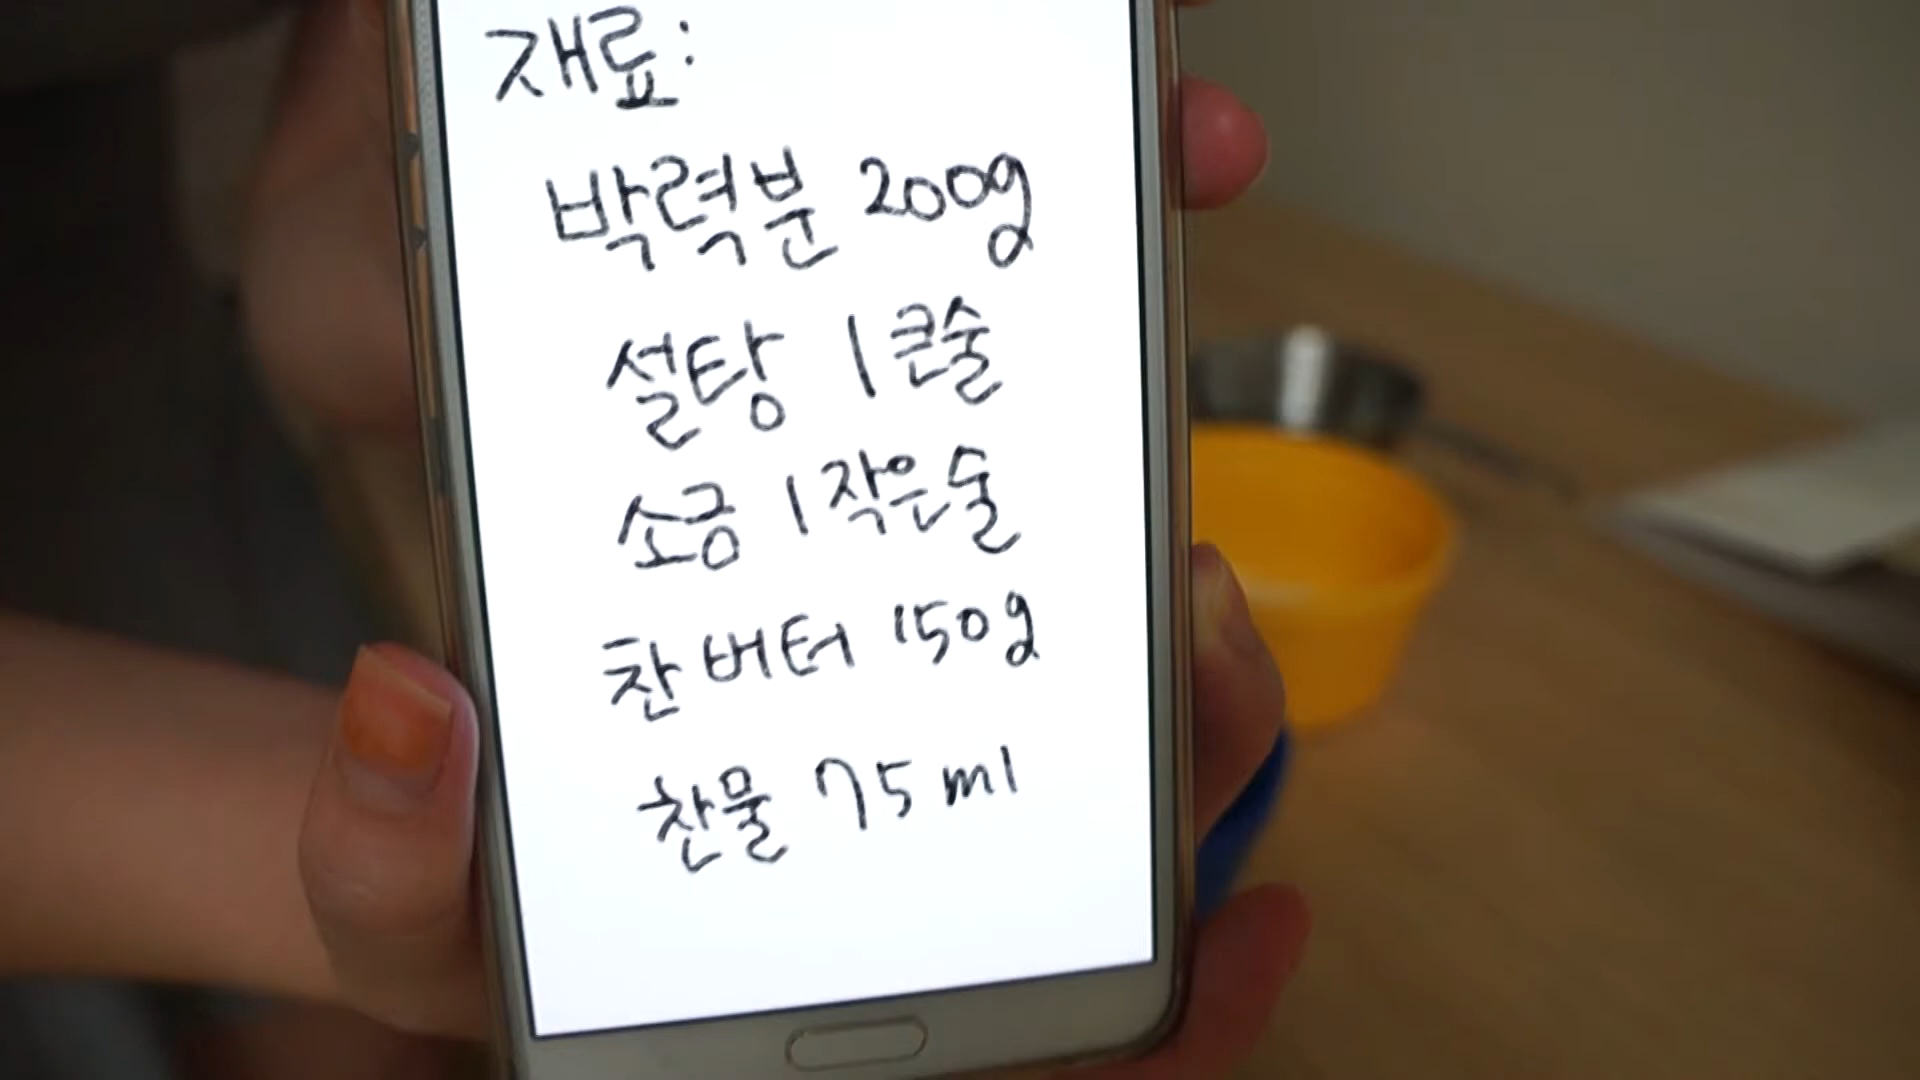 재료:
박력분 200g
설탕 1큰술
소금 1작은술
찬 버터 150g
찬물 75ml